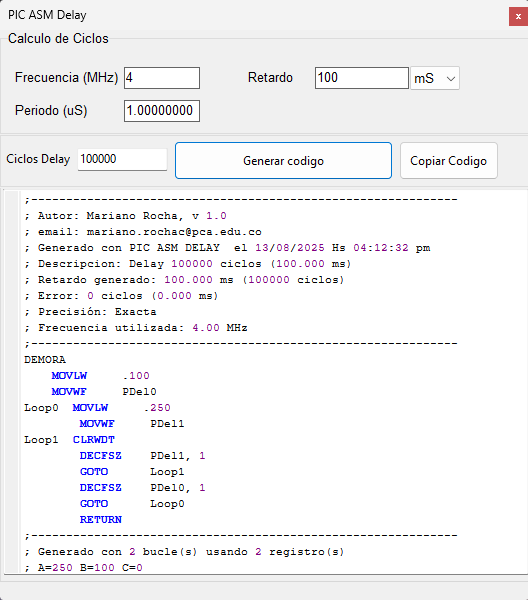 PIC ASM Delay
x
Calculo de Ciclos
Frecuencia (MHz) 4 Retardo 100 mS
Periodo (uS) 1.00000000
Ciclos Delay 100000 Generar codigo Copiar Codigo
;-------------------------------------------------------------
; Autor: Mariano Rocha, v 1.0
; email: mariano.rochac@pca.edu.co
; Generado con PIC ASM DELAY  el 13/08/2025 Hs 04:12:32 pm
; Descripcion: Delay 100000 ciclos (100.000 ms)
; Retardo generado: 100.000 ms (100000 ciclos)
; Error: 0 ciclos (0.000 ms)
; Precisión: Exacta
; Frecuencia utilizada: 4.00 MHz
;-------------------------------------------------------------
DEMORA
    MOVLW     .100
    MOVWF     PDel0
Loop0  MOVLW     .250
        MOVWF     PDel1
Loop1  CLRWDT
        DECFSZ    PDel1, 1
        GOTO      Loop1
        DECFSZ    PDel0, 1
        GOTO      Loop0
        RETURN
;-------------------------------------------------------------
; Generado con 2 bucle(s) usando 2 registro(s)
; A=250 B=100 C=0